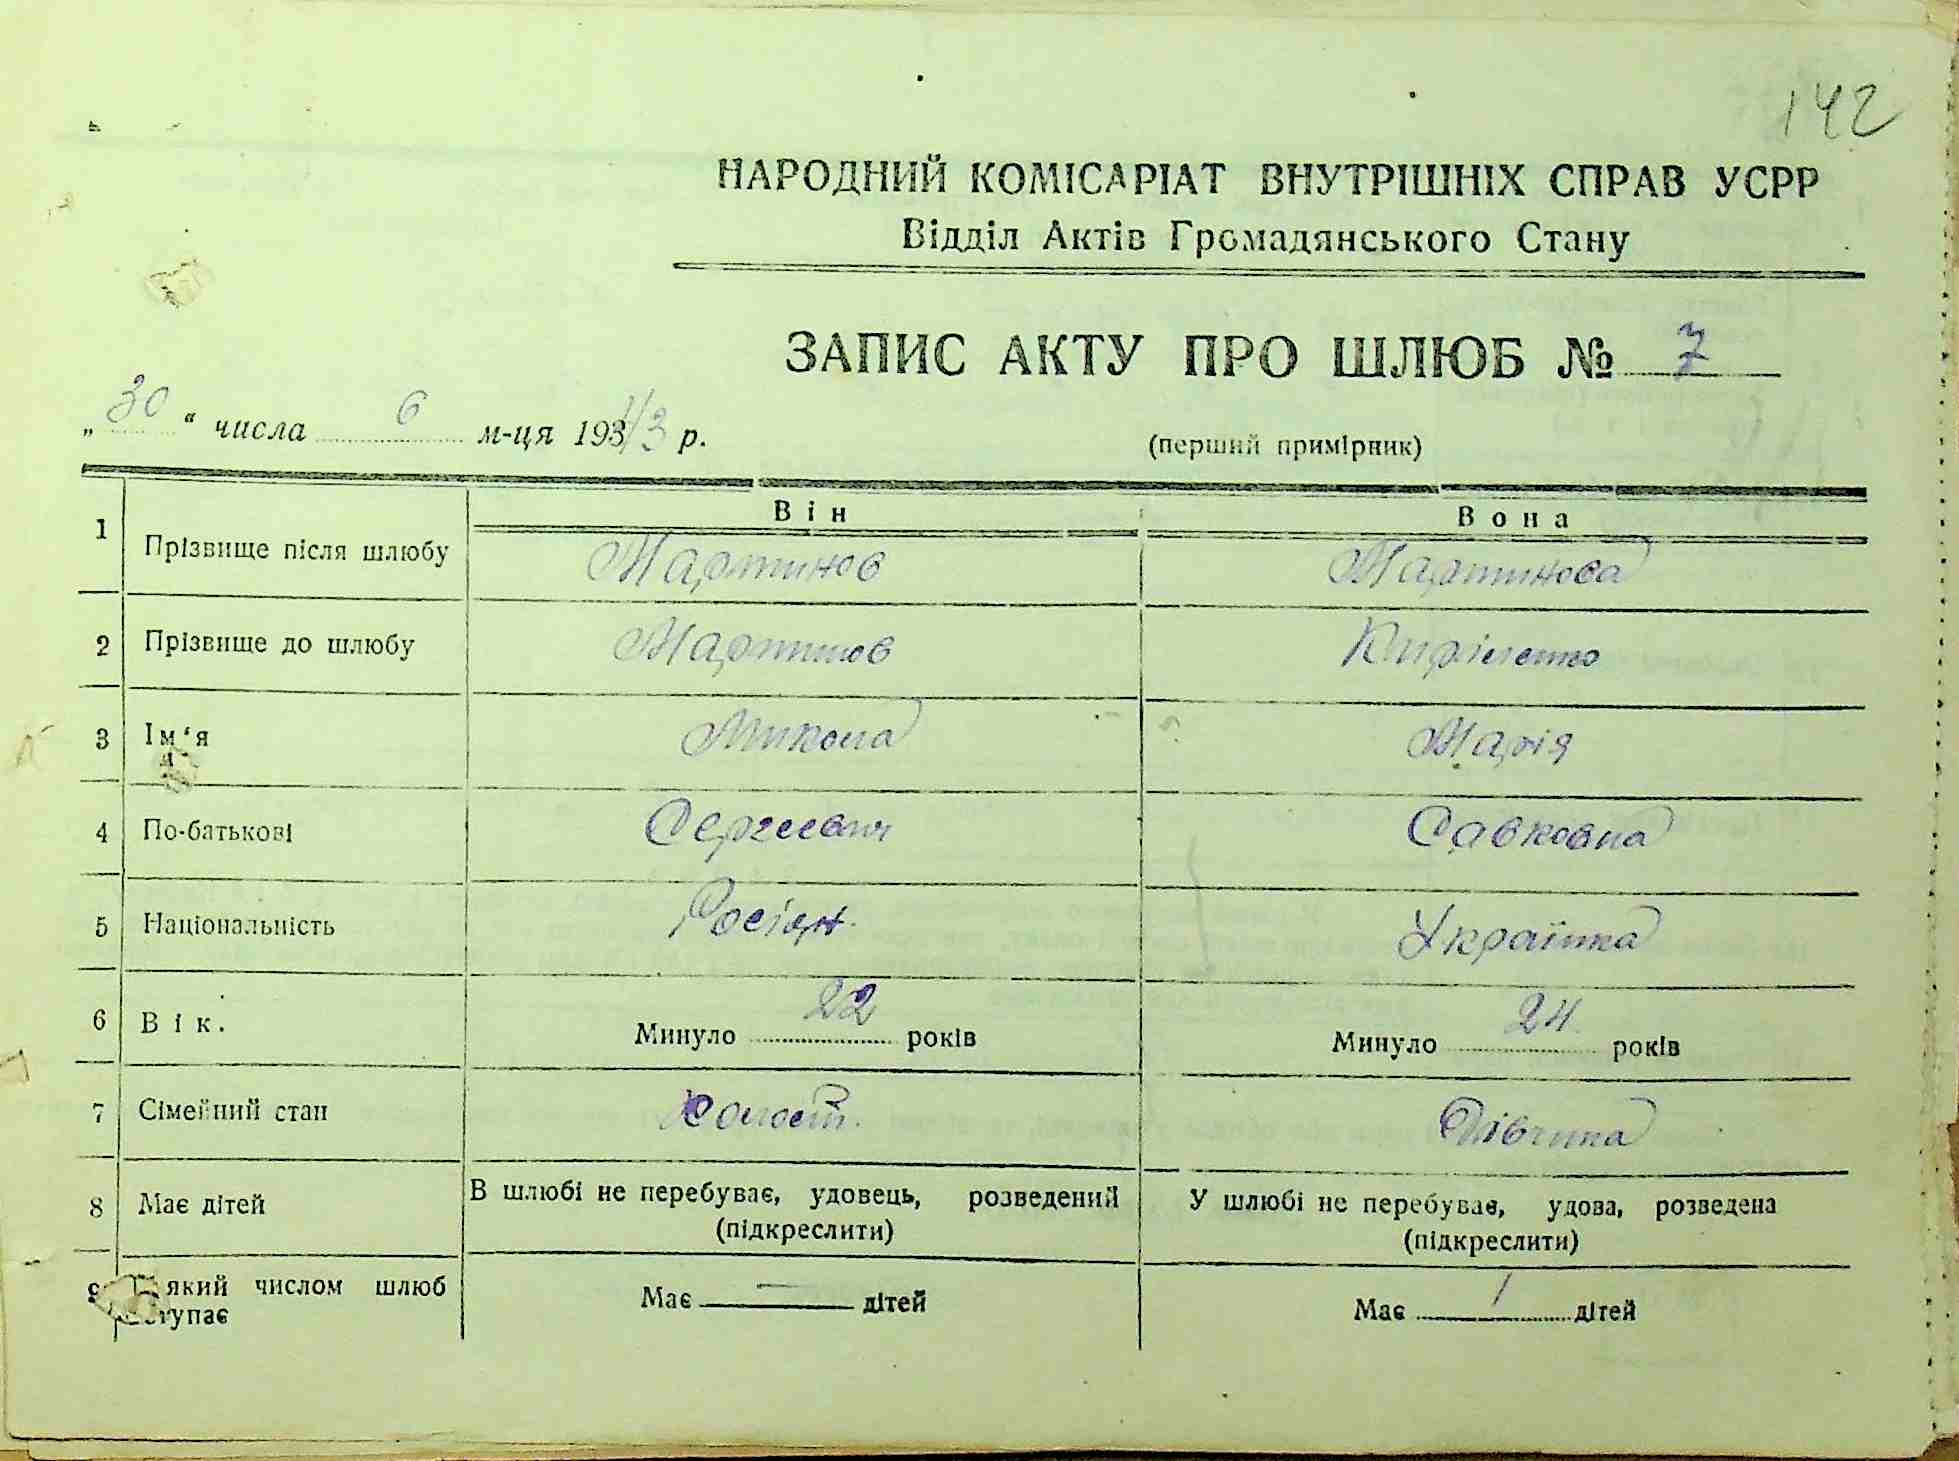 142
НАРОДНИЙ КОМІСАРІАТ ВНУТРІШНІХ СПРАВ УСРР
Відділ Актів Громадянського Стану
ЗАПИС АКТУ ПРО ШЛЮБ № 7
„ 30 “ числа 6 м-ця 193/3 р.
(перший примірник)
Він Вона
1 Прізвище після шлюбу Мартинов Мартинова
2 Прізвище до шлюбу Мартинов Киріленко
3 Ім‘я Микола Марія
4 По-батькові Сергеевич Савковна
5 Національність Росіян. Українка
6 Вік. Минуло 22 років Минуло 24 років
7 Сімейний стан Холост. Дівчина
8 Має дітей В шлюбі не перебуває, удовець, розведений У шлюбі не перебуває, удова, розведена
(підкреслити) (підкреслити)
9 який числом шлюб
тупає Має — дітей Має / дітей